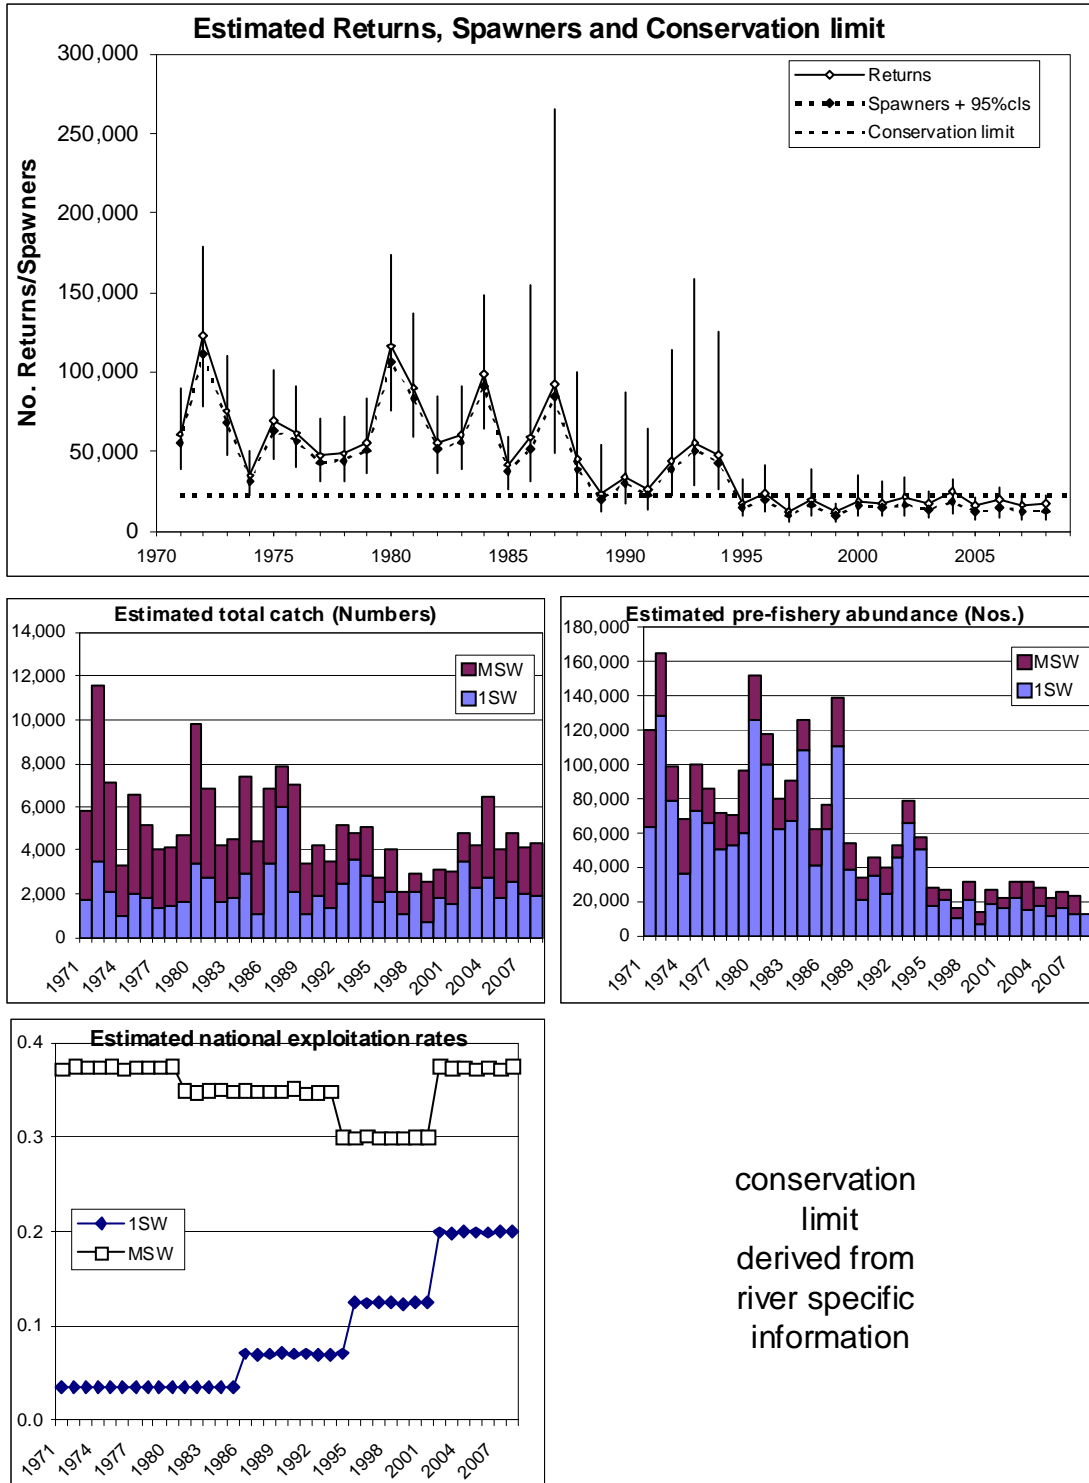 Estimated Returns, Spawners and Conservation limit
300,000
250,000
200,000
150,000
100,000
50,000
0
No. Returns/Spawners
Returns
Spawners + 95%cls
Conservation limit
1970 1975 1980 1985 1990 1995 2000 2005
Estimated total catch (Numbers)
14,000
12,000
10,000
8,000
6,000
4,000
2,000
0
MSW
1SW
1971 1974 1977 1980 1983 1986 1989 1992 1995 1998 2001 2004 2007
Estimated pre-fishery abundance (Nos.)
180,000
160,000
140,000
120,000
100,000
80,000
60,000
40,000
20,000
0
MSW
1SW
1971 1974 1977 1980 1983 1986 1989 1992 1995 1998 2001 2004 2007
Estimated national exploitation rates
0.4
0.3
0.2
0.1
0.0
1SW
MSW
1971 1974 1977 1980 1983 1986 1989 1992 1995 1998 2001 2004 2007
conservation
limit
derived from
river specific
information